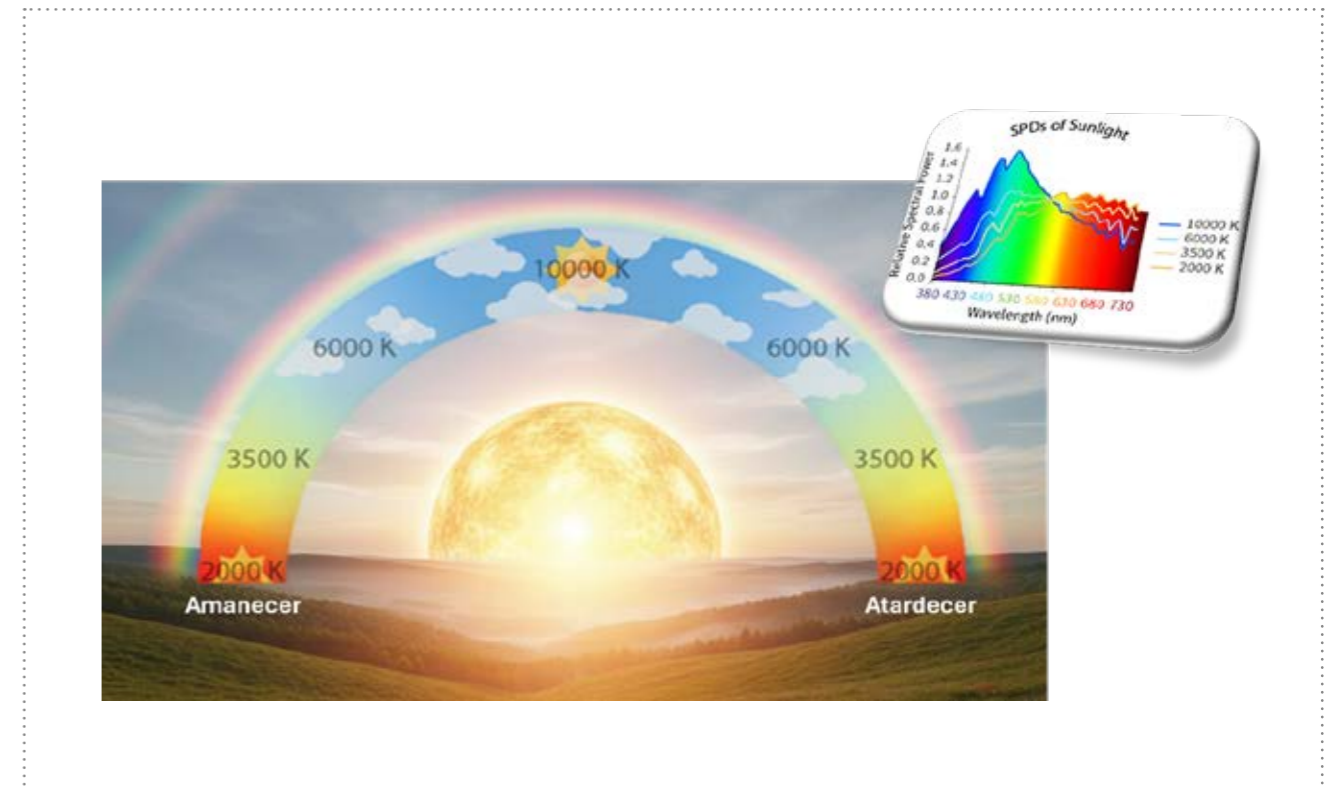 SPDs of Sunlight
Relative Spectral Power
1.6
1.4
1.2
1.0
0.8
0.6
0.4
0.2
0.0
380 430 480 530 580 630 680 730
Wavelength (nm)
10000 K
6000 K
3500 K
2000 K
10000 K
6000 K
6000 K
3500 K
3500 K
2000 K
2000 K
Amanecer
Atardecer